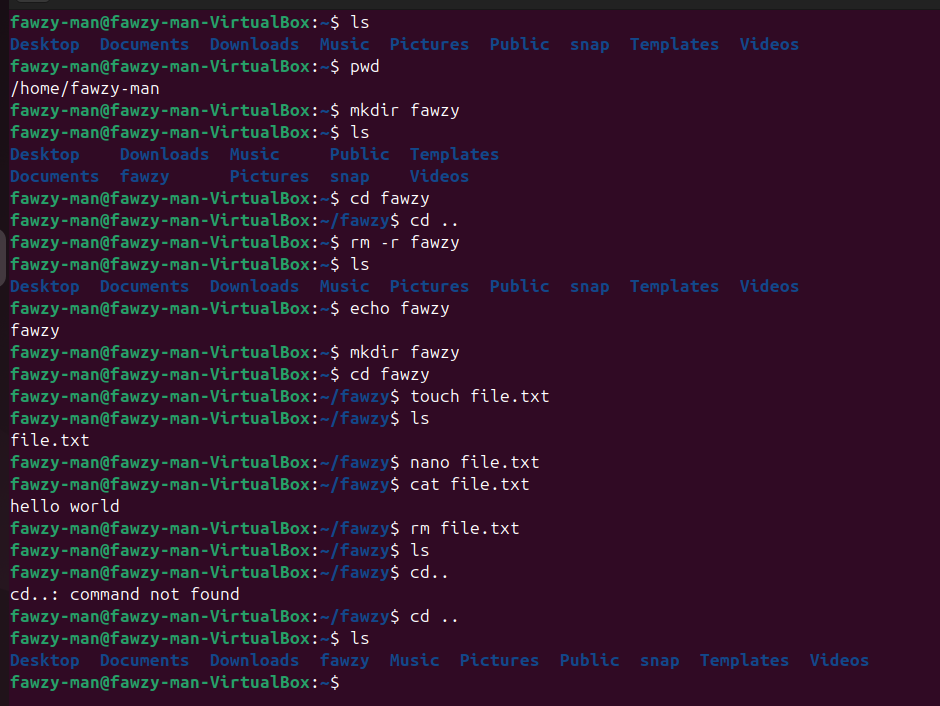 fawzy-man@fawzy-man-VirtualBox:~$ ls
Desktop  Documents  Downloads  Music  Pictures  Public  snap  Templates  Videos
fawzy-man@fawzy-man-VirtualBox:~$ pwd
/home/fawzy-man
fawzy-man@fawzy-man-VirtualBox:~$ mkdir fawzy
fawzy-man@fawzy-man-VirtualBox:~$ ls
Desktop    Downloads  Music     Public  Templates
Documents  fawzy      Pictures  snap    Videos
fawzy-man@fawzy-man-VirtualBox:~$ cd fawzy
fawzy-man@fawzy-man-VirtualBox:~/fawzy$ cd ..
fawzy-man@fawzy-man-VirtualBox:~$ rm -r fawzy
fawzy-man@fawzy-man-VirtualBox:~$ ls
Desktop  Documents  Downloads  Music  Pictures  Public  snap  Templates  Videos
fawzy-man@fawzy-man-VirtualBox:~$ echo fawzy
fawzy
fawzy-man@fawzy-man-VirtualBox:~$ mkdir fawzy
fawzy-man@fawzy-man-VirtualBox:~$ cd fawzy
fawzy-man@fawzy-man-VirtualBox:~/fawzy$ touch file.txt
fawzy-man@fawzy-man-VirtualBox:~/fawzy$ ls
file.txt
fawzy-man@fawzy-man-VirtualBox:~/fawzy$ nano file.txt
fawzy-man@fawzy-man-VirtualBox:~/fawzy$ cat file.txt
hello world
fawzy-man@fawzy-man-VirtualBox:~/fawzy$ rm file.txt
fawzy-man@fawzy-man-VirtualBox:~/fawzy$ ls
fawzy-man@fawzy-man-VirtualBox:~/fawzy$ cd..
cd..: command not found
fawzy-man@fawzy-man-VirtualBox:~/fawzy$ cd ..
fawzy-man@fawzy-man-VirtualBox:~$ ls
Desktop  Documents  Downloads  fawzy  Music  Pictures  Public  snap  Templates  Videos
fawzy-man@fawzy-man-VirtualBox:~$